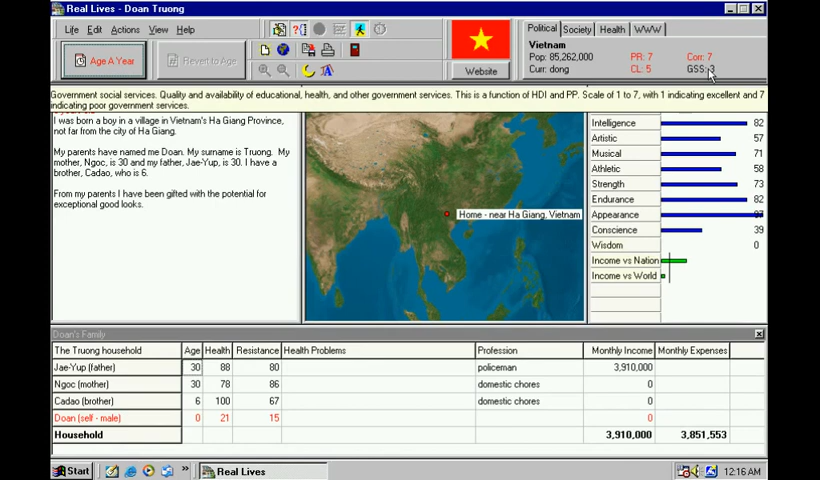 Real Lives - Doan Truong
Life Edit Actions View Help
Age A Year
Revert to Age
Website
Political Society Health WWW
Vietnam
Pop: 85,262,000 PR: 7 Corr: 7
Curr: dong CL: 5 GSS: 3
Government social services. Quality and availability of educational, health, and other government services. This is a function of HDI and PP. Scale of 1 to 7, with 1 indicating excellent and 7
indicating poor government services.
I was born a boy in a village in Vietnam's Ha Giang Province,
not far from the city of Ha Giang.
My parents have named me Doan. My surname is Truong. My
mother, Ngoc, is 30 and my father, Jae-Yup, is 30. I have a
brother, Cadao, who is 6.
From my parents I have been gifted with the potential for
exceptional good looks.
Home - near Ha Giang, Vietnam
Intelligence 82
Artistic 57
Musical 71
Athletic 58
Strength 73
Endurance 82
Appearance
Conscience 39
Wisdom 0
Income vs Nation
Income vs World
Doan's Family
The Truong household Age Health Resistance Health Problems Profession Monthly Income Monthly Expenses
Jae-Yup (father) 30 88 80 policeman 3,910,000
Ngoc (mother) 30 78 86 domestic chores 0
Cadao (brother) 6 100 67 domestic chores 0
Doan (self - male) 0 21 15 0
Household 3,910,000 3,851,553
Start
Real Lives
12:16 AM